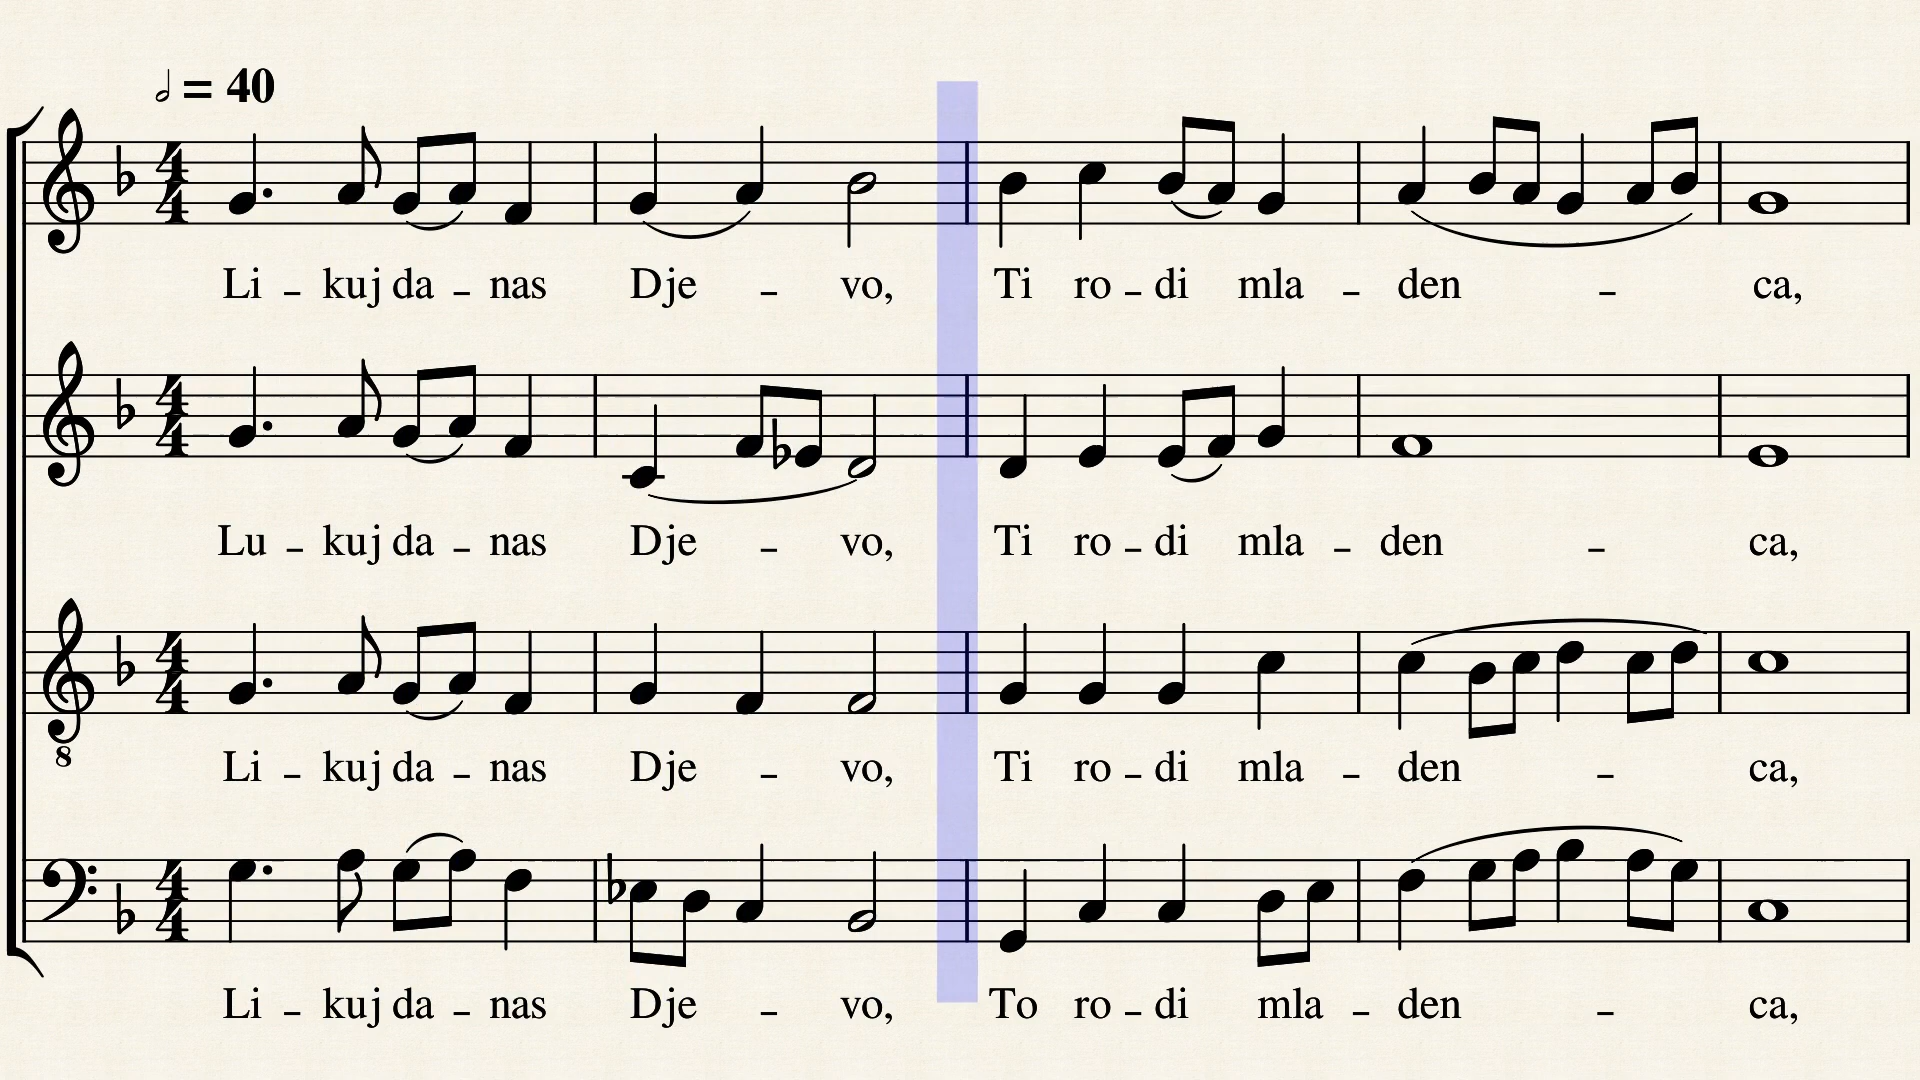 = 40
Li - kuj da - nas Dje - vo, Ti ro - di mla - den - ca,
Lu - kuj da - nas Dje - vo, Ti ro - di mla - den - ca,
8
Li - kuj da - nas Dje - vo, Ti ro - di mla - den - ca,
Li - kuj da - nas Dje - vo, To ro - di mla - den - ca,